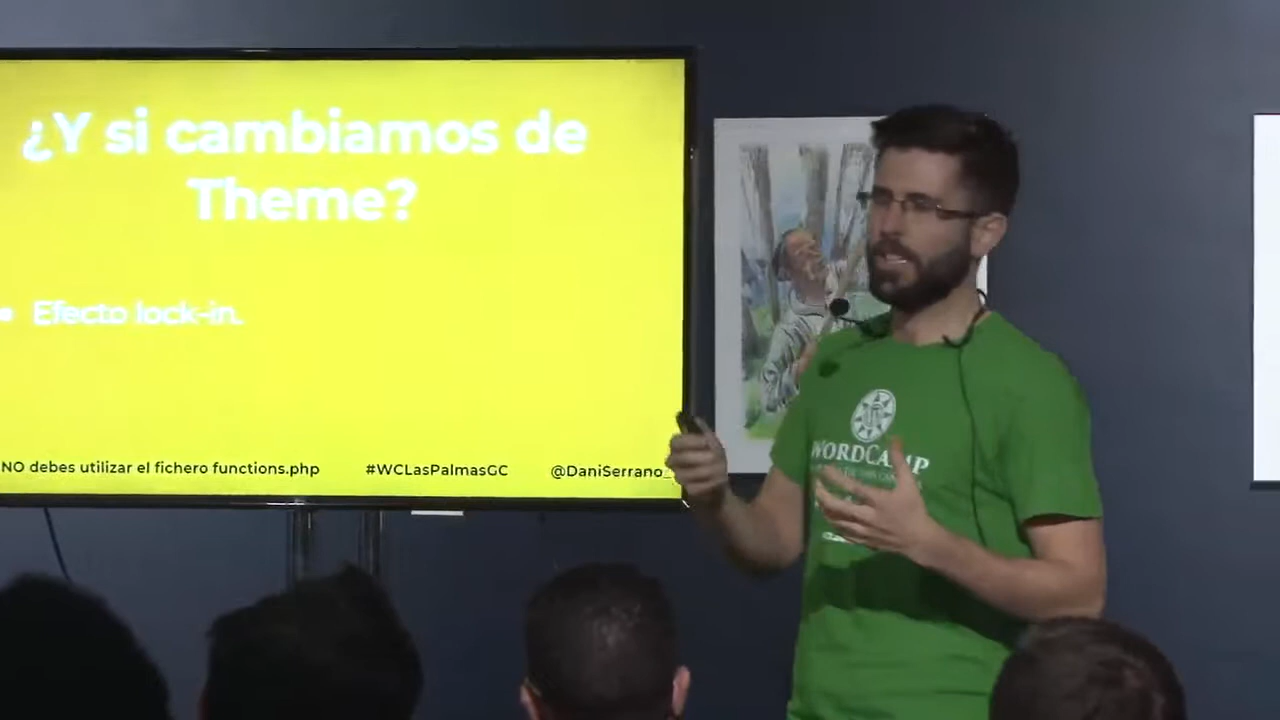 ¿Y si cambiamos de
Theme?
Efecto lock-in.
NO debes utilizar el fichero functions.php
#WCLasPalmasGC
@DaniSerrano_
WORDCAMP